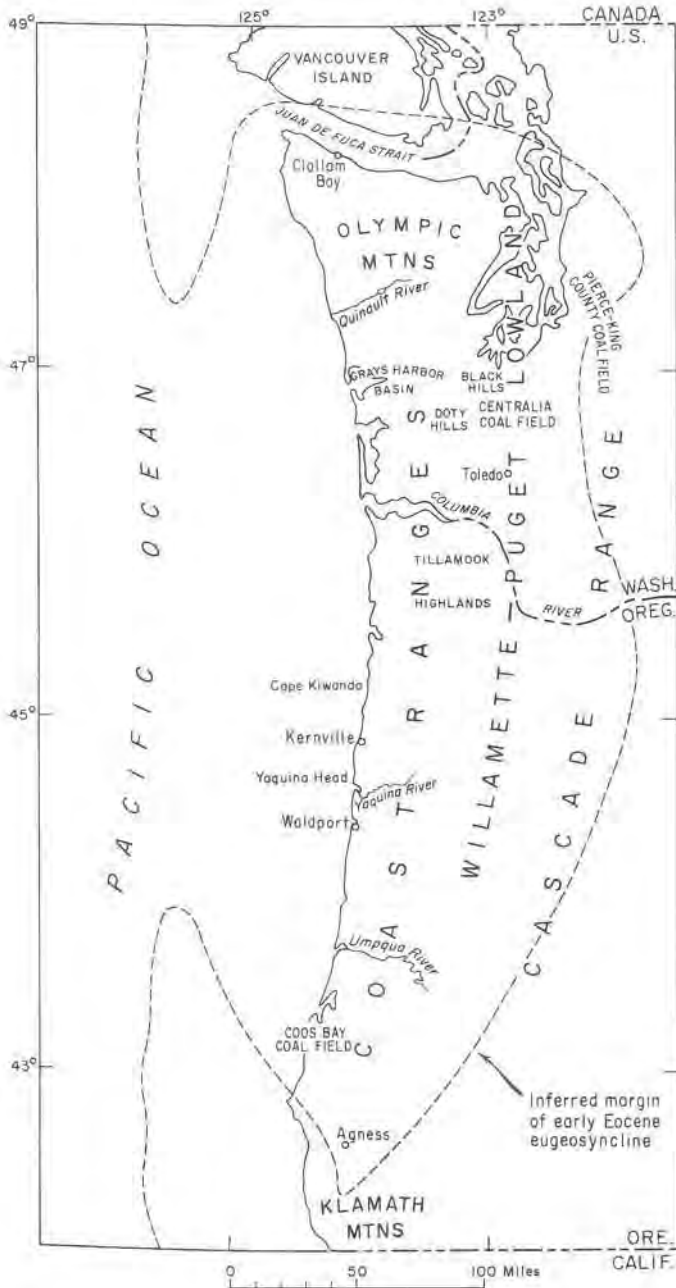 125°
123°
CANADA
49°
U.S.
VANCOUVER
ISLAND
JUAN DE FUCA STRAIT
Clollam
Bay
OLYMPIC
MTNS
Quinault River
PIERCE-KING
COUNTY COAL FIELD
47°
GRAYS HARBOR
BASIN
BLACK
HILLS
DOTY
HILLS
CENTRALIA
COAL FIELD
Toledo
COLUMBIA
RIVER
TILLAMOOK
HIGHLANDS
WASH.
OREG.
PACIFIC OCEAN
COAST RANGES
WILLAMETTE—PUGET LOWLAND
CASCADE RANGE
Cape Kiwanda
45°
Kernville
Yaquina Head
Yaquina River
Waldport
Umpqua River
COOS BAY
COAL FIELD
43°
Inferred margin
of early Eocene
eugeosyncline
Agness
KLAMATH
MTNS
ORE.
CALIF.
0 50 100 Miles